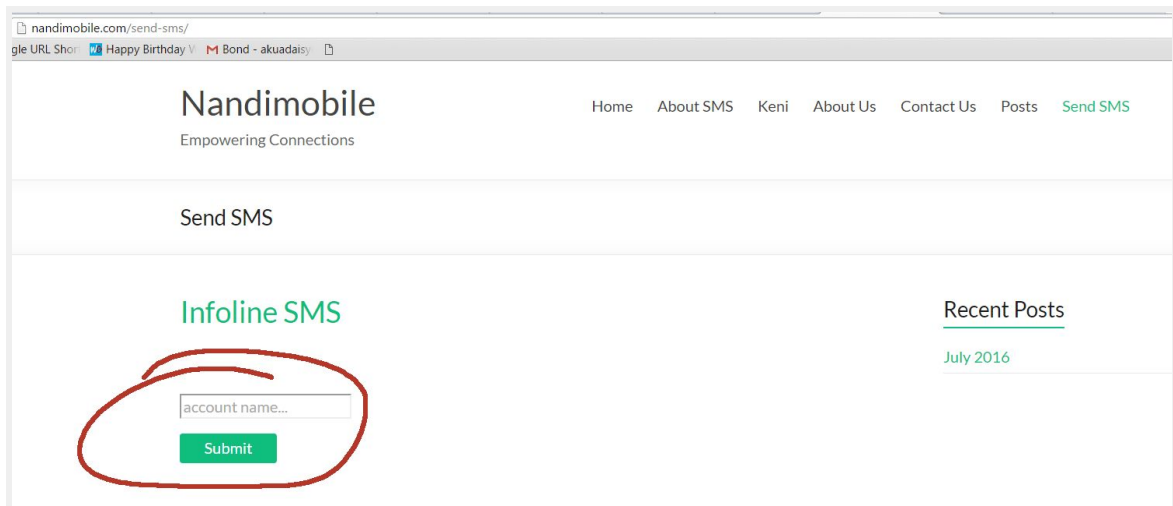 nandimobile.com/send-sms/
gle URL Shor Happy Birthday V Bond - akuadaisy
Nandimobile
Home About SMS Keni About Us Contact Us Posts Send SMS
Empowering Connections
Send SMS
Infoline SMS
Recent Posts
July 2016
account name...
Submit